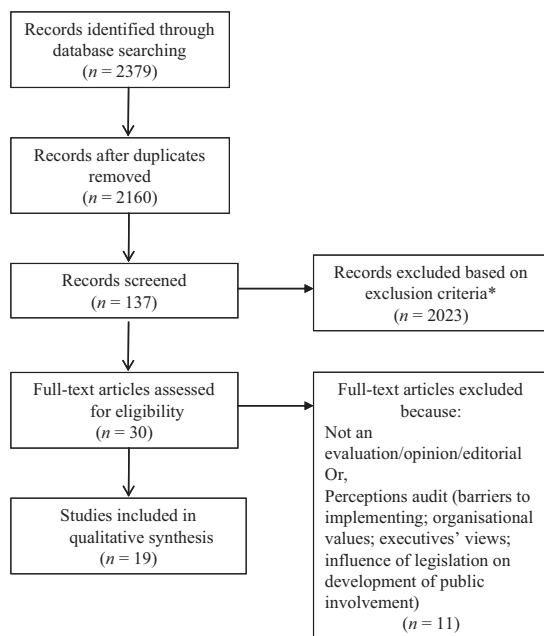 Records identified through
database searching
(n = 2379)
Records after duplicates
removed
(n = 2160)
Records screened
(n = 137)
Records excluded based on
exclusion criteria*
(n = 2023)
Full-text articles assessed
for eligibility
(n = 30)
Full-text articles excluded
because:
Not an
evaluation/opinion/editorial
Or,
Perceptions audit (barriers to
implementing; organisational
values; executives’ views;
influence of legislation on
development of public
involvement)
(n = 11)
Studies included in
qualitative synthesis
(n = 19)